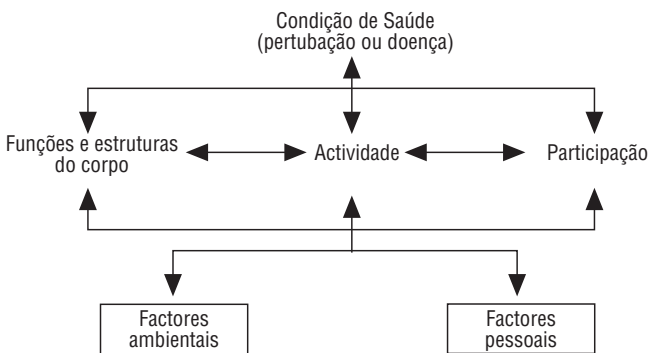 Condição de Saúde
(pertubação ou doença)
Funções e estruturas
do corpo
Actividade
Participação
Factores
ambientais
Factores
pessoais